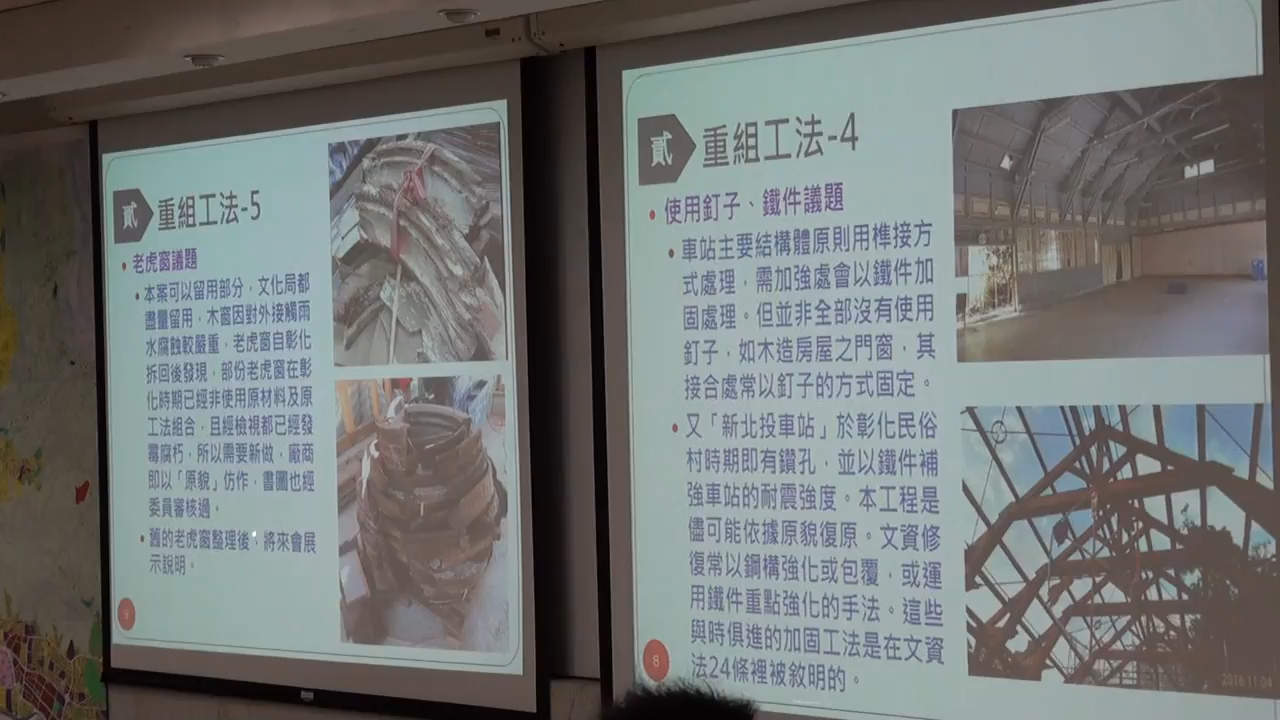 貳
重組工法-5
• 老虎窗議題
• 本案可以留用部分，文化局都
盡量留用，木窗因對外接觸雨
水腐蝕較嚴重，老虎窗自彰化
拆回後發現，部份老虎窗在彰
化時期已經非使用原材料及原
工法組合，且經檢視都已經發
霉腐朽，所以需要新做，廠商
即以「原貌」仿作，書圖也經
委員審核過。
• 舊的老虎窗整理後，將來會展
示說明。
貳
重組工法-4
• 使用釘子、鐵件議題
• 車站主要結構體原則用榫接方
式處理，需加強處會以鐵件加
固處理。但並非全部沒有使用
釘子，如木造房屋之門窗，其
接合處常以釘子的方式固定。
• 又「新北投車站」於彰化民俗
村時期即有鑽孔，並以鐵件補
強車站的耐震強度。本工程是
儘可能依據原貌復原。文資修
復常以鋼構強化或包覆，或運
用鐵件重點強化的手法。這些
與時俱進的加固工法是在文資
法24條裡被敘明的。
8
2016 11 04